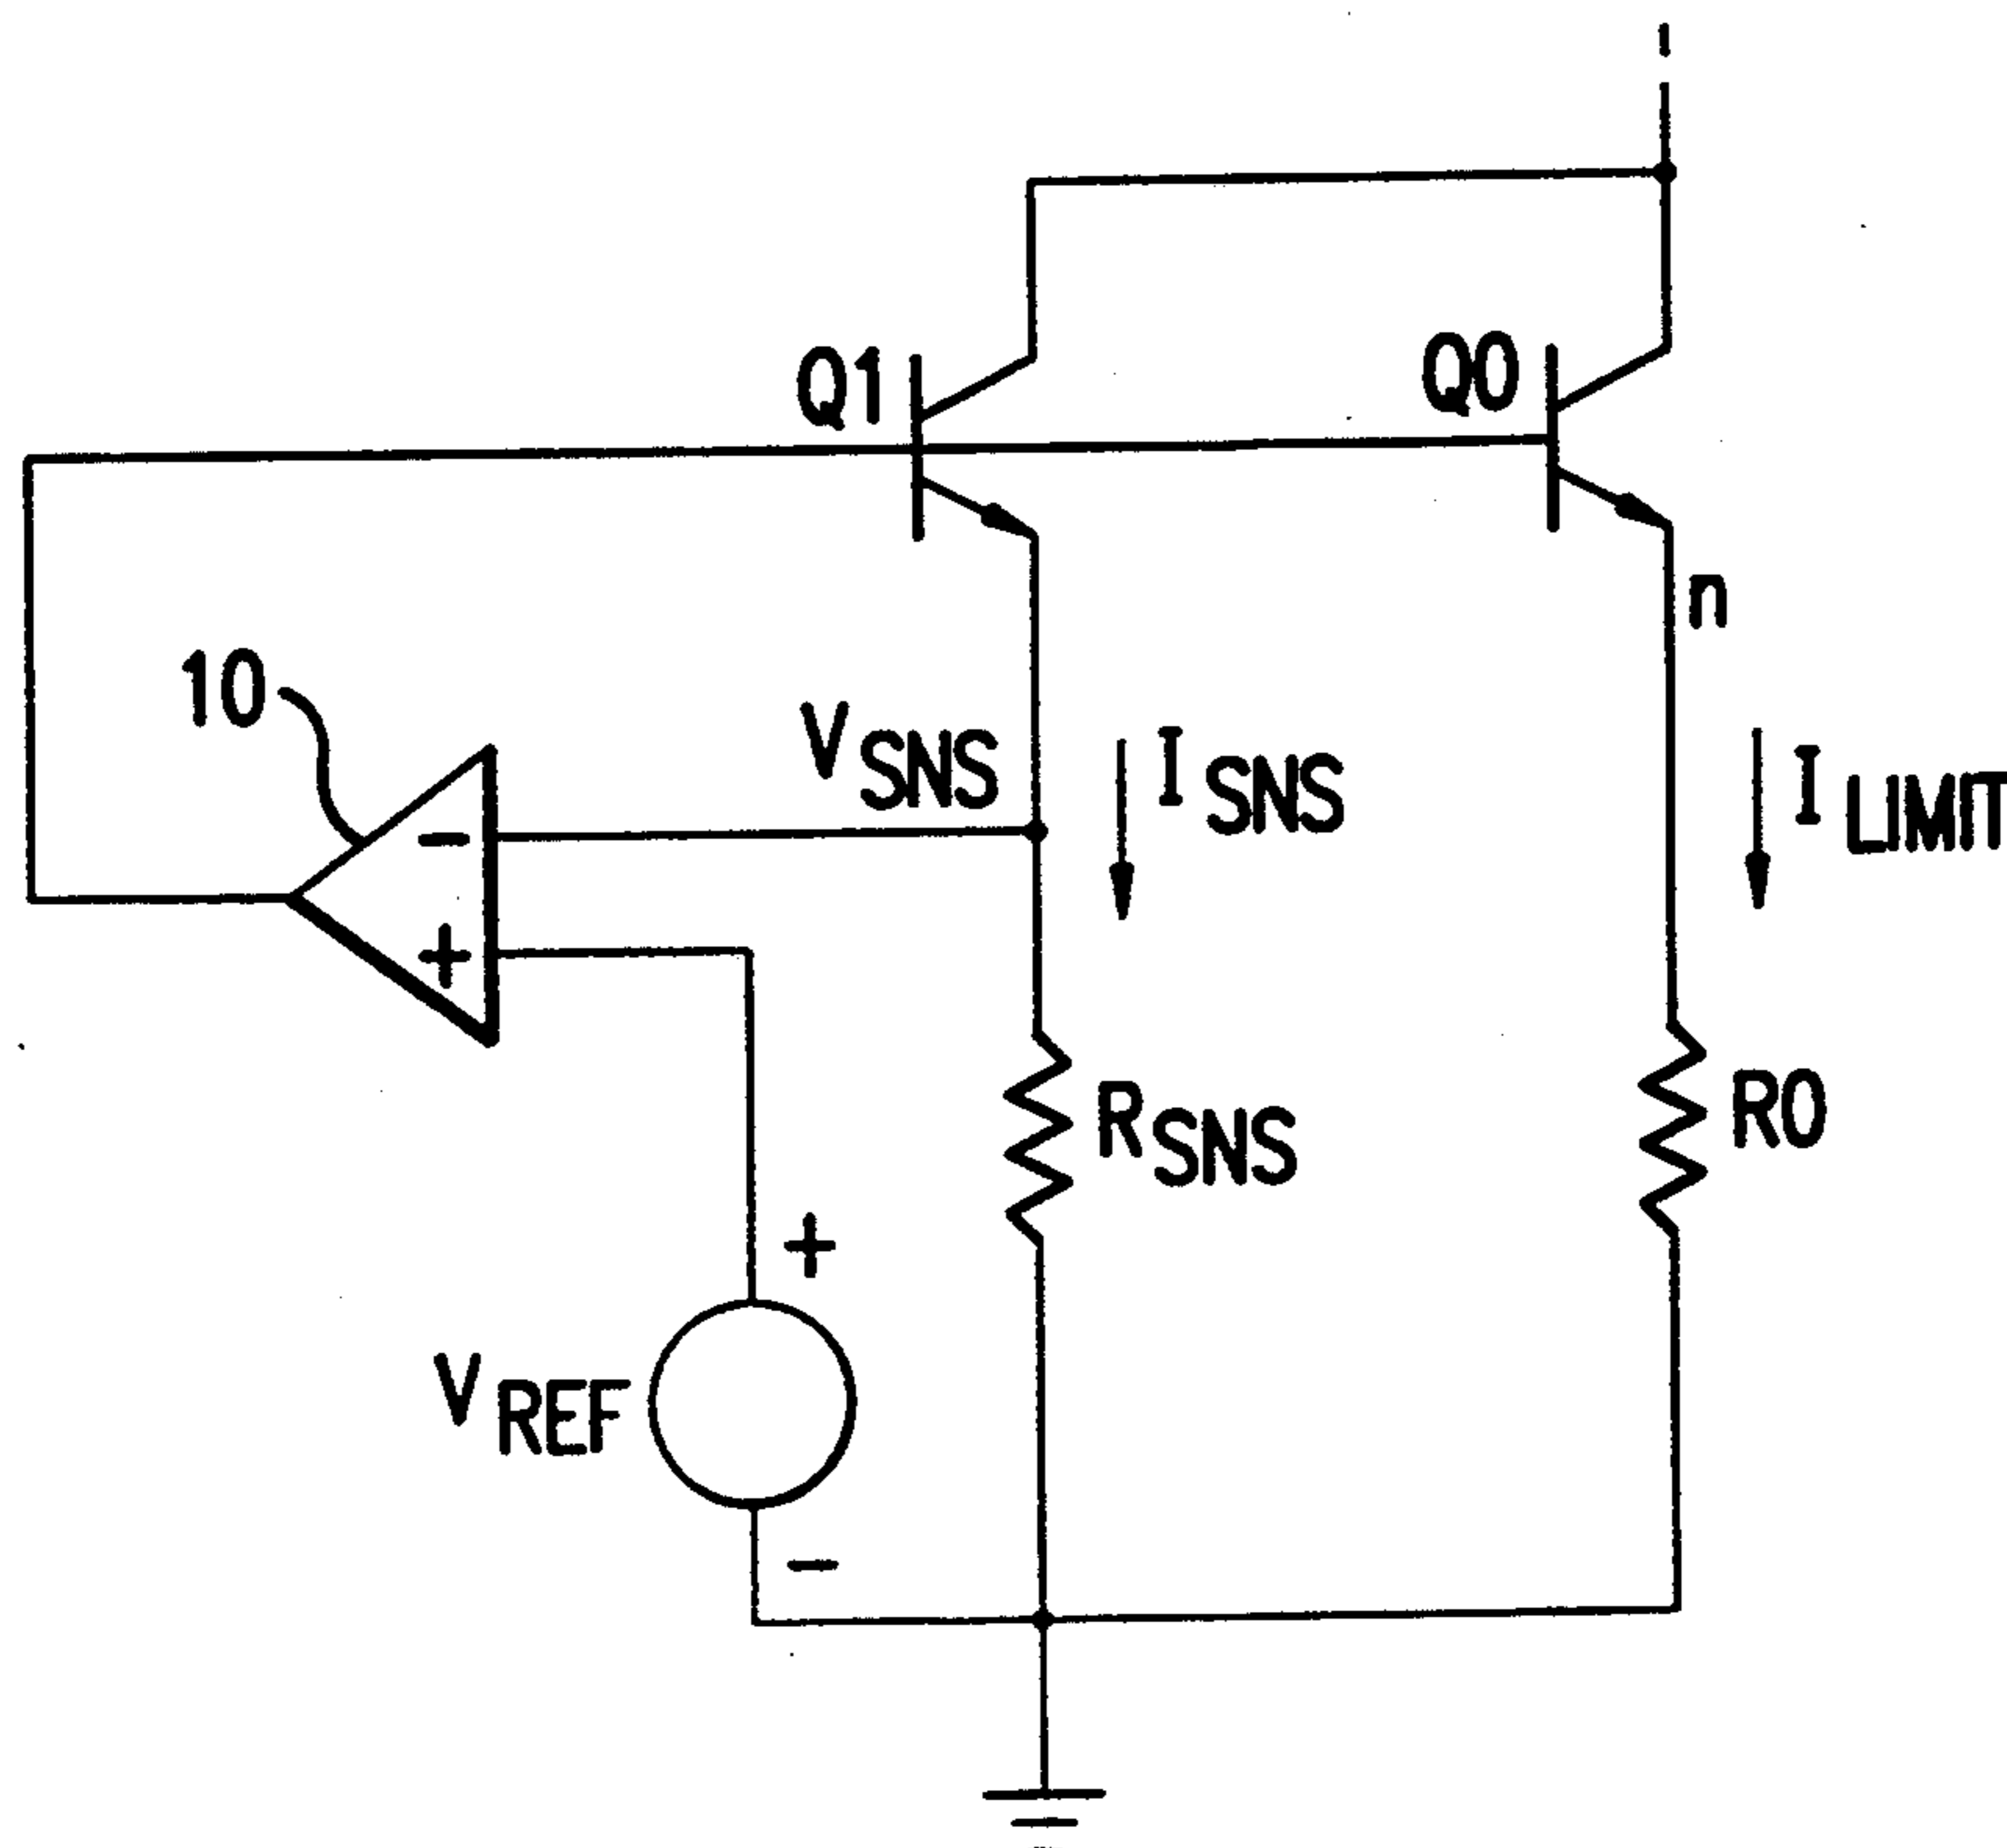 Q1
Q0
n
10
VSNS
ISNS
ILIMIT
-
+
RSNS
R0
+
VREF
-